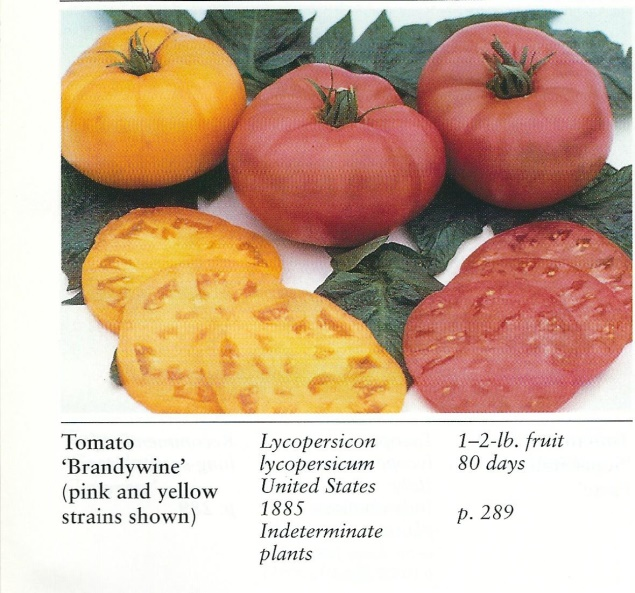 Tomato
‘Brandywine’
(pink and yellow
strains shown)
Lycopersicon
lycopersicum
United States
1885
Indeterminate
plants
1–2-lb. fruit
80 days
p. 289